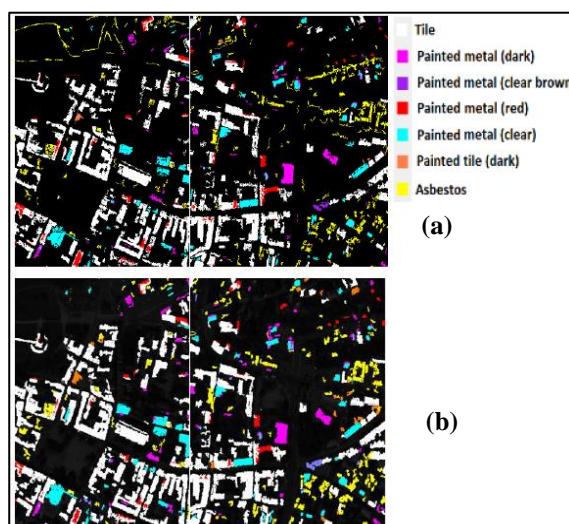 Tile
Painted metal (dark)
Painted metal (clear brown
Painted metal (red)
Painted metal (clear)
Painted tile (dark)
Asbestos
(a)
(b)